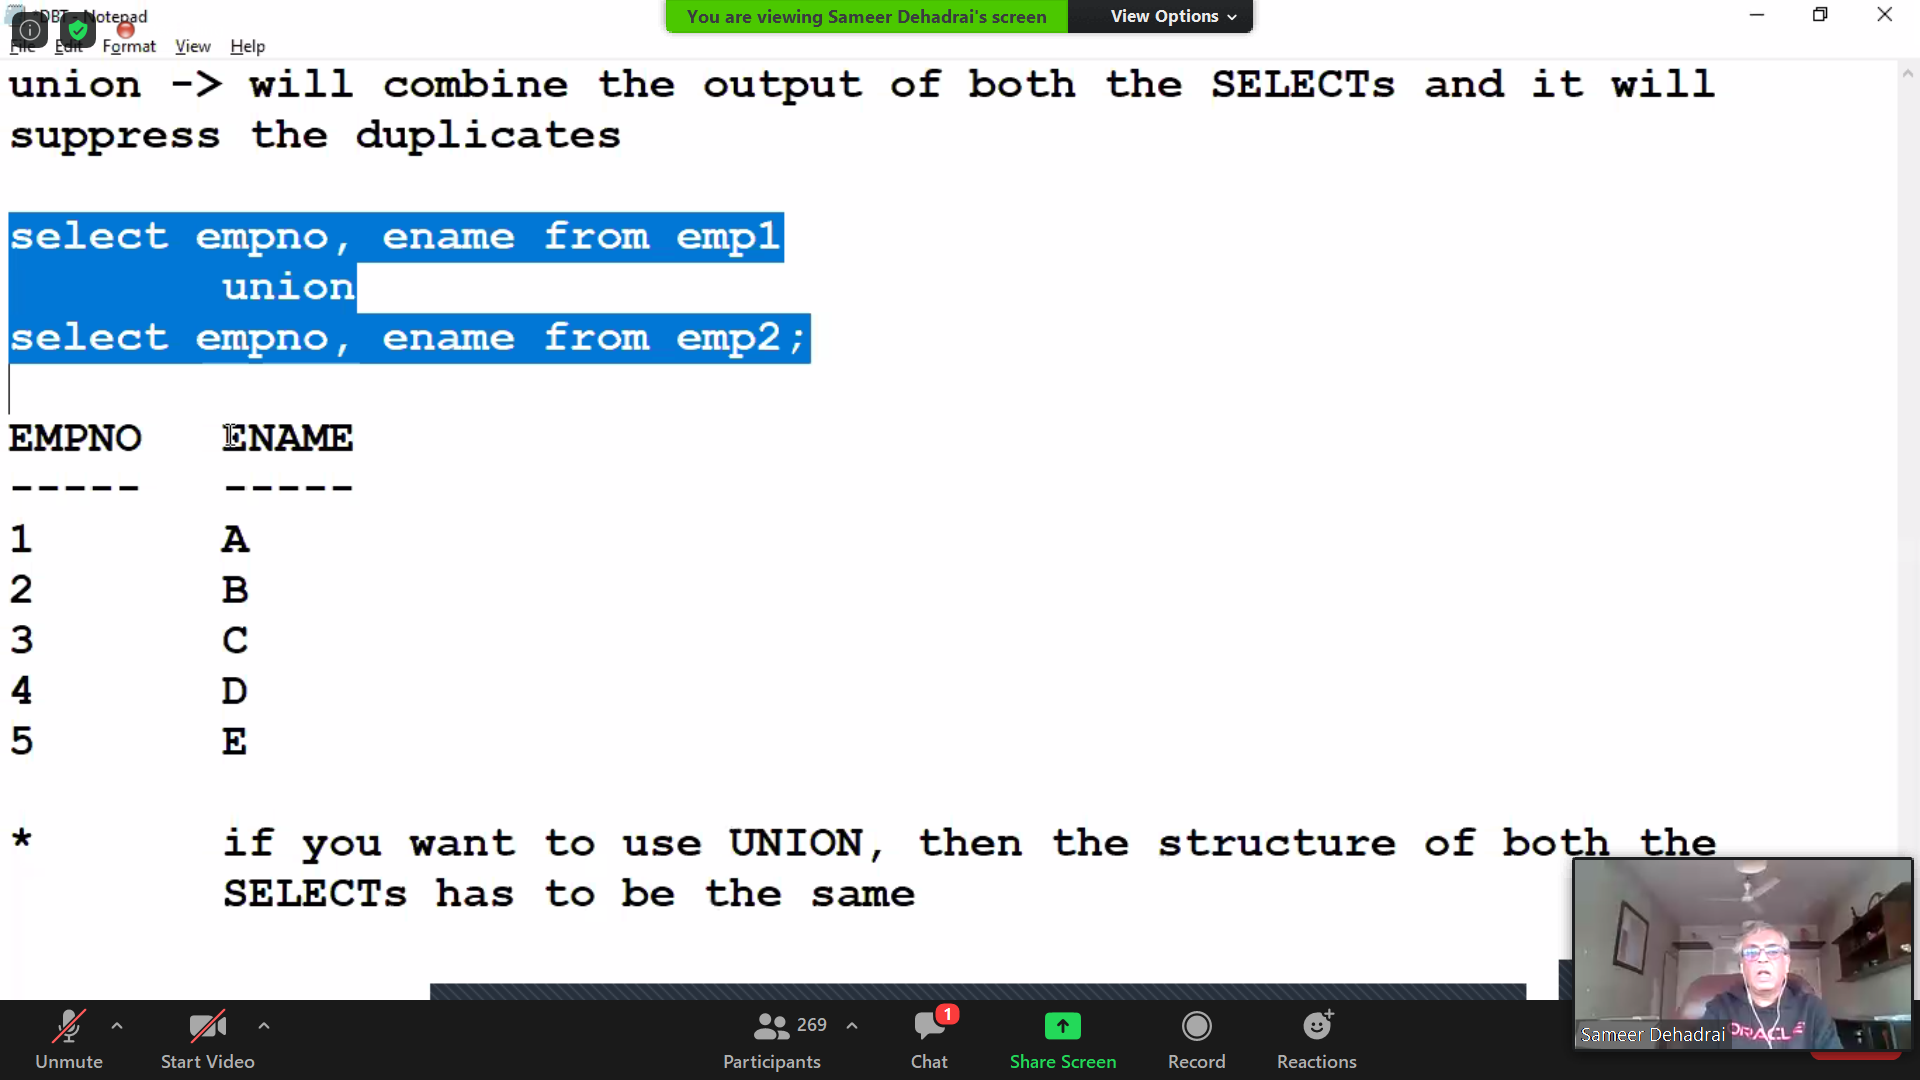 *DBT - Notepad
You are viewing Sameer Dehadrai's screen View Options
File Edit Format View Help
union -> will combine the output of both the SELECTs and it will
suppress the duplicates
select empno, ename from emp1
union
select empno, ename from emp2;
EMPNO ENAME
----- -----
1 A
2 B
3 C
4 D
5 E
* if you want to use UNION, then the structure of both the
SELECTs has to be the same
ORACLE
Sameer Dehadrai
269 1
Unmute Start Video Participants Chat Share Screen Record Reactions